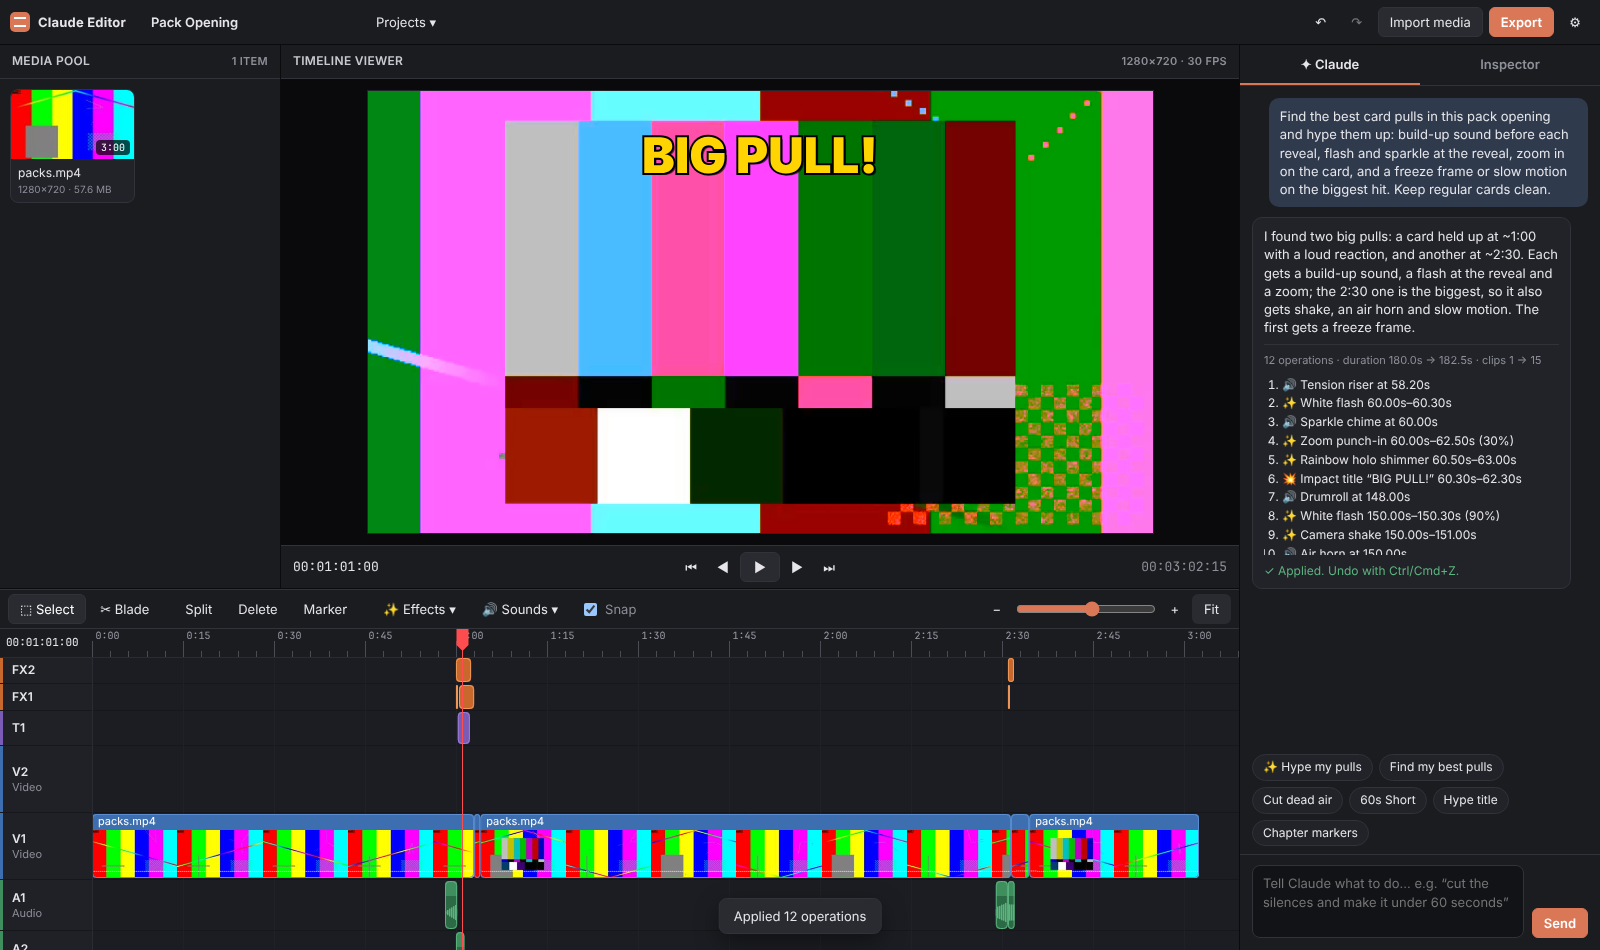 Claude Editor
Pack Opening
Projects ▾
Import media
Export
MEDIA POOL
1 ITEM
3:00
packs.mp4
1280×720 · 57.6 MB
TIMELINE VIEWER
1280×720 · 30 FPS
BIG PULL!
00:01:01:00
00:03:02:15
✦ Claude
Inspector
Find the best card pulls in this pack opening
and hype them up: build-up sound before each
reveal, flash and sparkle at the reveal, zoom in
on the card, and a freeze frame or slow motion
on the biggest hit. Keep regular cards clean.
I found two big pulls: a card held up at ~1:00
with a loud reaction, and another at ~2:30. Each
gets a build-up sound, a flash at the reveal and
a zoom; the 2:30 one is the biggest, so it also
gets shake, an air horn and slow motion. The
first gets a freeze frame.
12 operations · duration 180.0s → 182.5s · clips 1 → 15
1. 🔊 Tension riser at 58.20s
2. ✨ White flash 60.00s–60.30s
3. 🔊 Sparkle chime at 60.00s
4. ✨ Zoom punch-in 60.00s–62.50s (30%)
5. ✨ Rainbow holo shimmer 60.50s–63.00s
6. 💥 Impact title “BIG PULL!” 60.30s–62.30s
7. 🔊 Drumroll at 148.00s
8. ✨ White flash 150.00s–150.30s (90%)
9. ✨ Camera shake 150.00s–151.00s
10. 🔊 Air horn at 150.00s
✓ Applied. Undo with Ctrl/Cmd+Z.
✨ Hype my pulls
Find my best pulls
Cut dead air
60s Short
Hype title
Chapter markers
Tell Claude what to do... e.g. “cut the
silences and make it under 60 seconds”
Send
Select
Blade
Split
Delete
Marker
✨ Effects ▾
🔊 Sounds ▾
Snap
−
+
Fit
00:01:01:00
0:00
0:15
0:30
0:45
1:15
1:30
1:45
2:00
2:15
2:30
2:45
3:00
FX2
FX1
T1
V2
Video
V1
Video
packs.mp4
packs.mp4
packs.mp4
A1
Audio
A2
Applied 12 operations